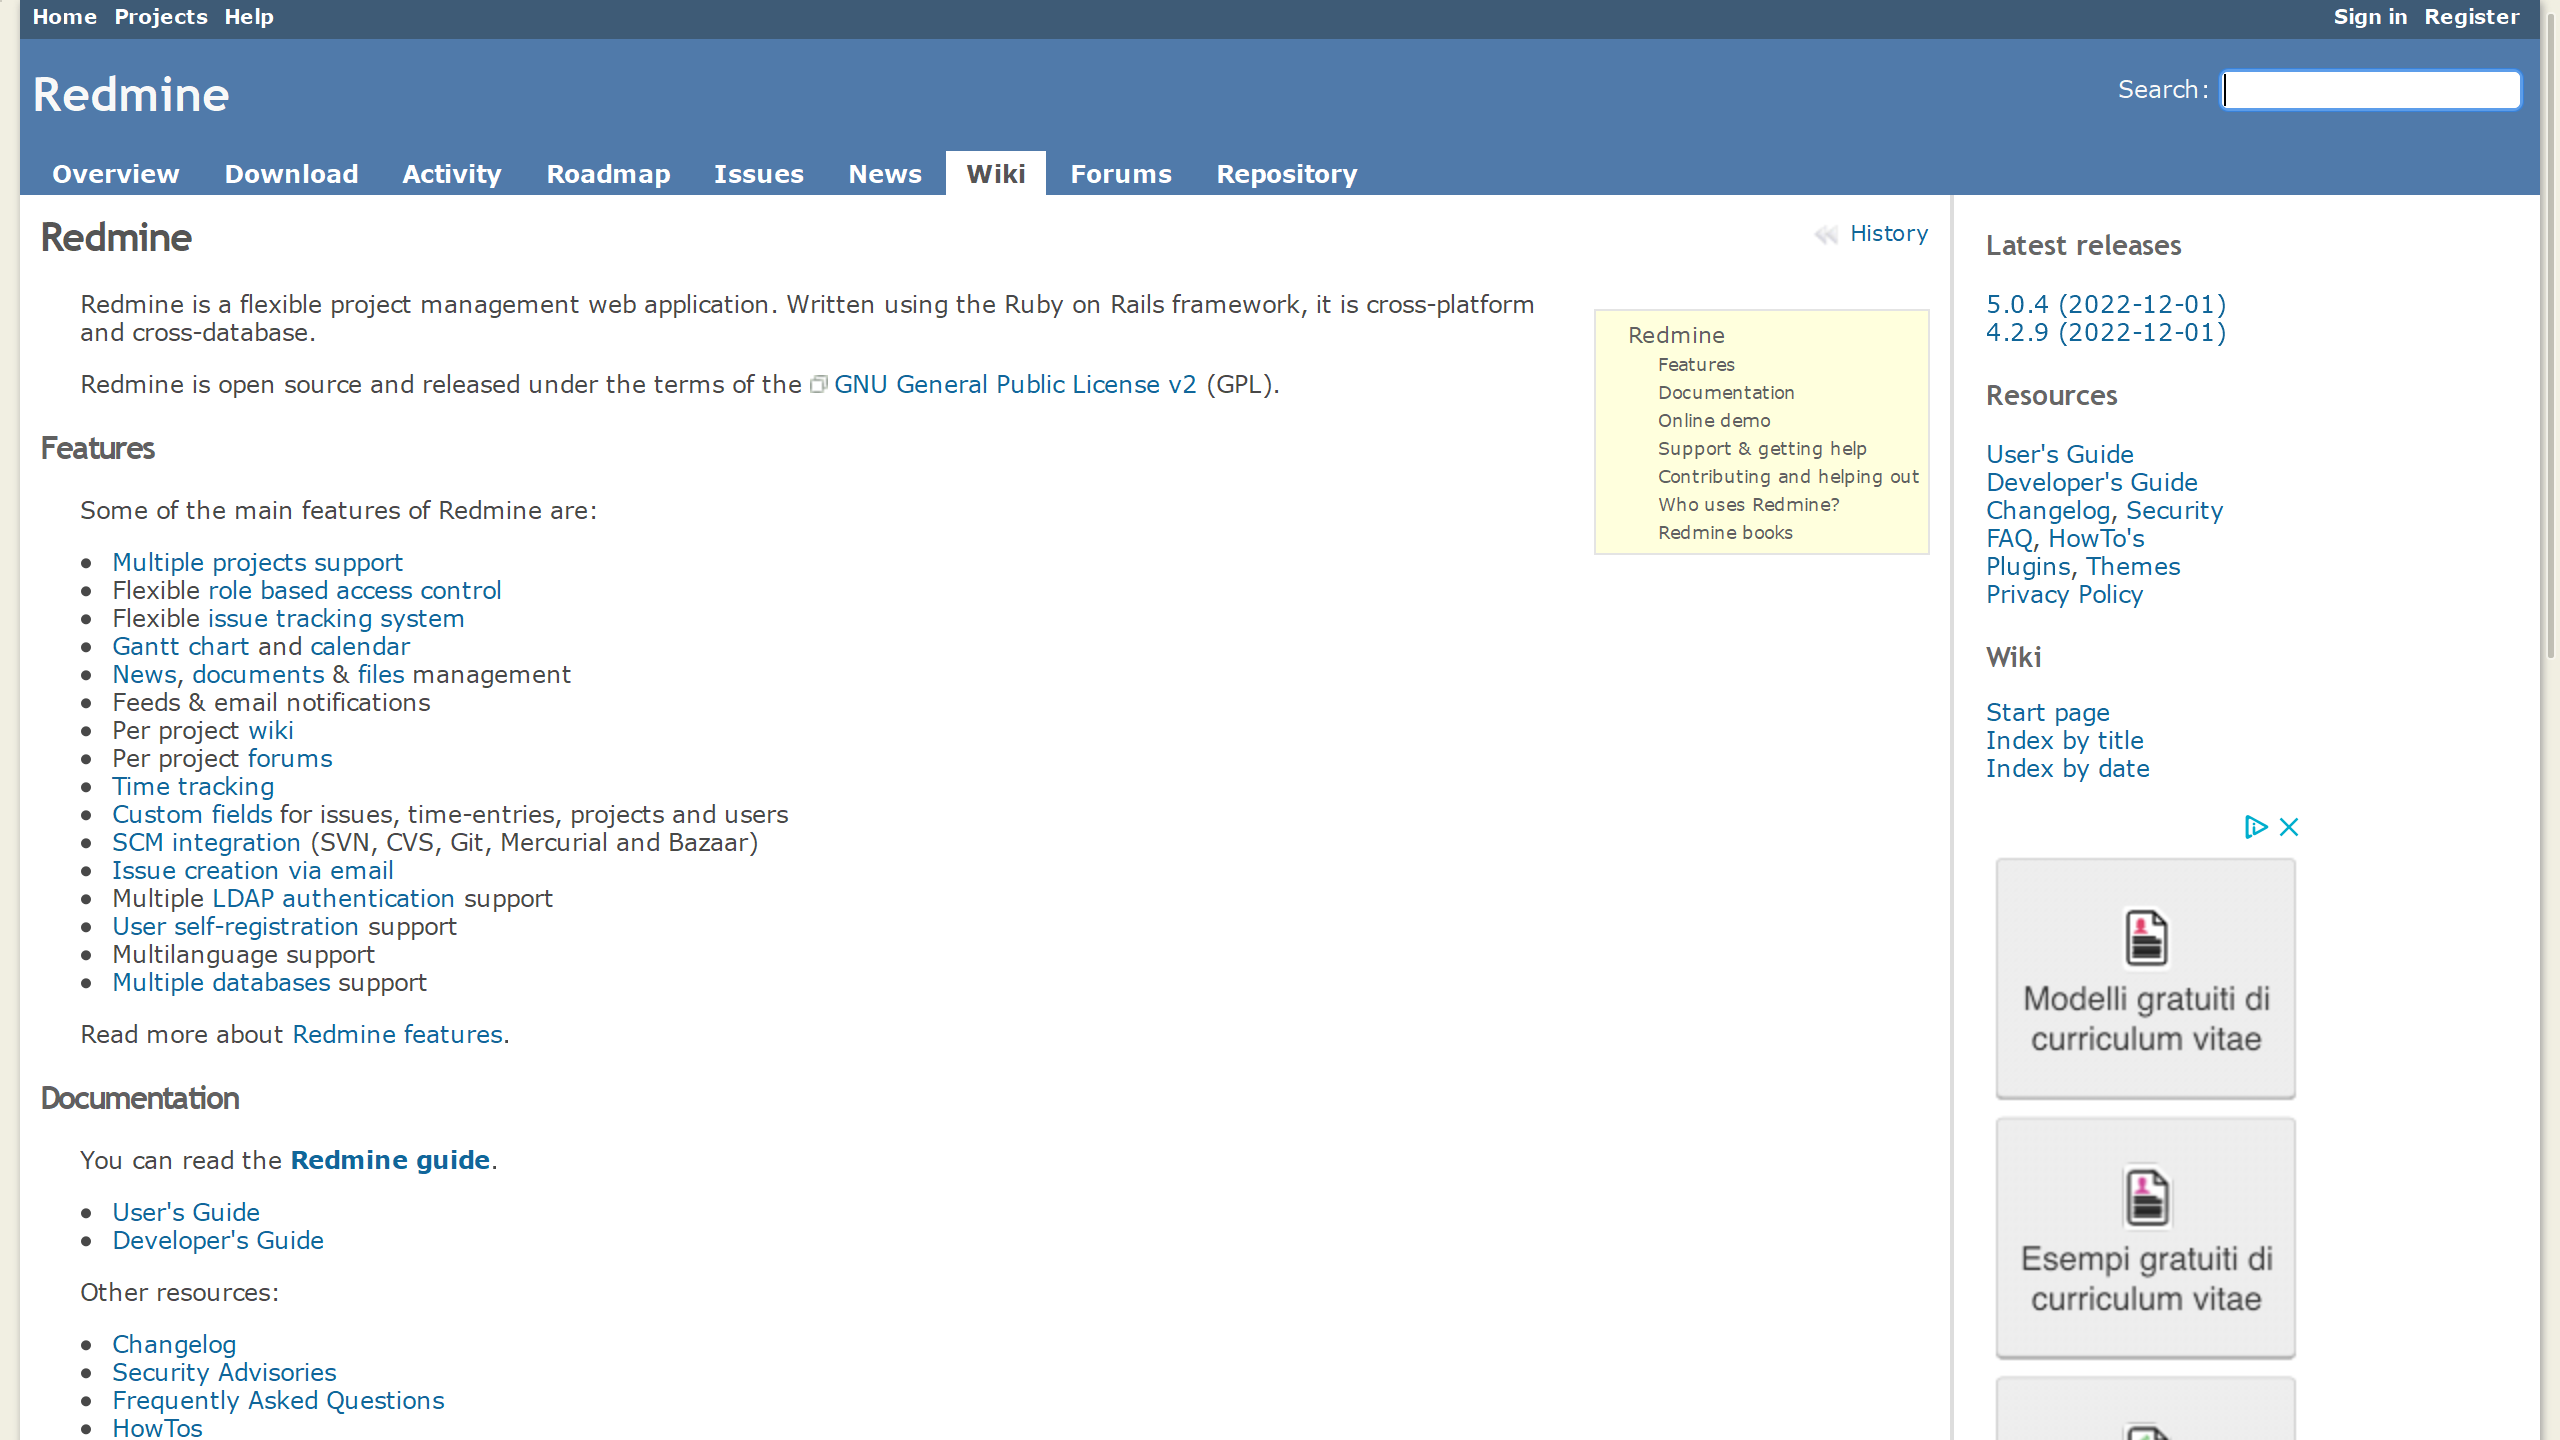 Home Projects Help Sign in Register
Redmine
Search:
Overview Download Activity Roadmap Issues News Wiki Forums Repository
Redmine
History
Redmine is a flexible project management web application. Written using the Ruby on Rails framework, it is cross-platform
and cross-database.
Redmine is open source and released under the terms of the GNU General Public License v2 (GPL).
Redmine
Features
Documentation
Online demo
Support & getting help
Contributing and helping out
Who uses Redmine?
Redmine books
Features
Some of the main features of Redmine are:
Multiple projects support
Flexible role based access control
Flexible issue tracking system
Gantt chart and calendar
News, documents & files management
Feeds & email notifications
Per project wiki
Per project forums
Time tracking
Custom fields for issues, time-entries, projects and users
SCM integration (SVN, CVS, Git, Mercurial and Bazaar)
Issue creation via email
Multiple LDAP authentication support
User self-registration support
Multilanguage support
Multiple databases support
Read more about Redmine features.
Documentation
You can read the Redmine guide.
User's Guide
Developer's Guide
Other resources:
Changelog
Security Advisories
Frequently Asked Questions
HowTos
Latest releases
5.0.4 (2022-12-01)
4.2.9 (2022-12-01)
Resources
User's Guide
Developer's Guide
Changelog, Security
FAQ, HowTo's
Plugins, Themes
Privacy Policy
Wiki
Start page
Index by title
Index by date
Modelli gratuiti di
curriculum vitae
Esempi gratuiti di
curriculum vitae